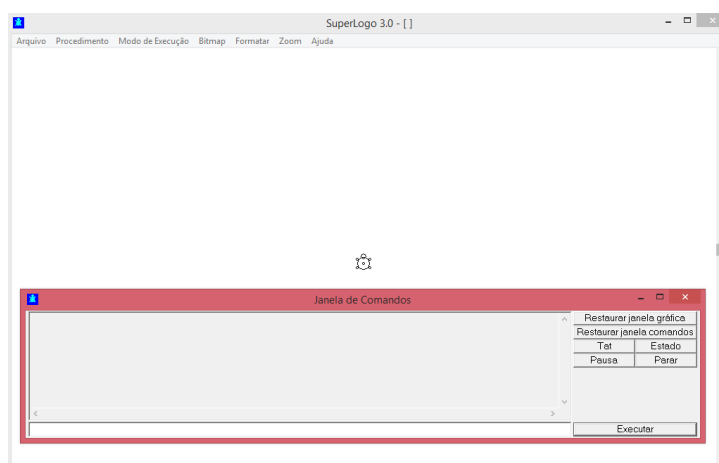 SuperLogo 3.0 - [ ]
Arquivo Procedimento Modo de Execução Bitmap Formatar Zoom Ajuda
Janela de Comandos
Restaurar janela gráfica
Restaurar janela comandos
Tat Estado
Pausa Parar
Executar